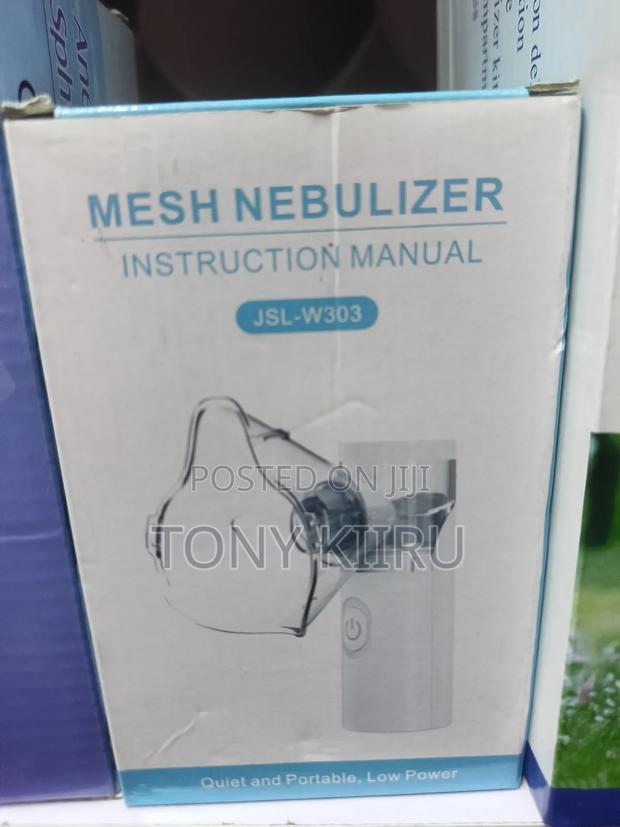 MESH NEBULIZER
INSTRUCTION MANUAL
JSL-W303
POSTED ON JIJI
TONY KIIRU
Quiet and Portable, Low Power